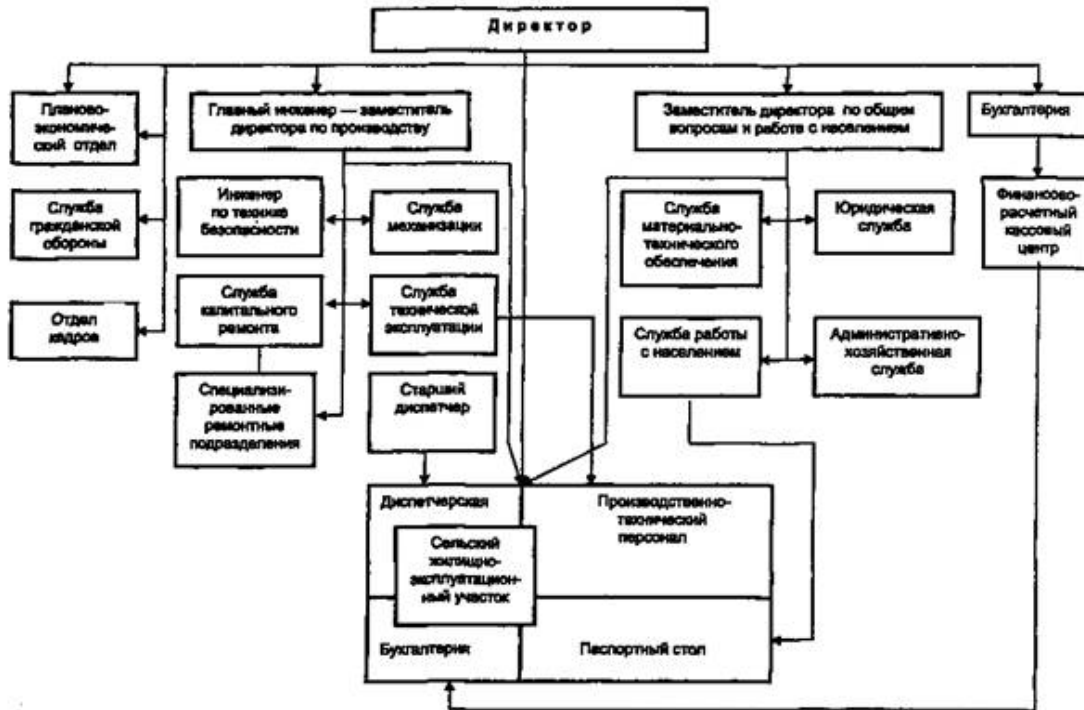 Директор
Планово-
экономиче-
ский отдел
Главный инженер — заместитель
директора по производству
Заместитель директора по общим
вопросам и работе с населением
Бухгалтерия
Служба
гражданской
обороны
Инженер
по технике
безопасности
Служба
механизации
Служба
материально-
технического
обеспечения
Юридическая
служба
Финансово-
расчетный
кассовый
центр
Отдел
кадров
Служба
капитального
ремонта
Служба
технической
эксплуатации
Служба работы
с населением
Административно-
хозяйственная
служба
Специализи-
рованные
ремонтные
подразделения
Старший
диспетчер
Диспетчерская
Производственно-
технический
персонал
Сельский
жилищно-
эксплуатацион-
ный участок
Бухгалтерия
Паспортный стол